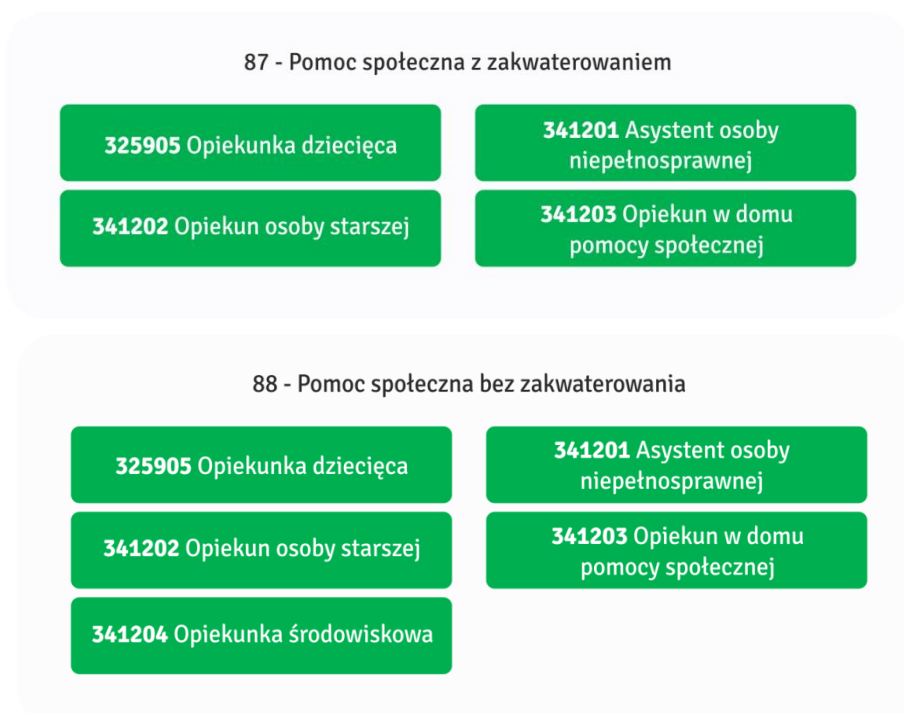 87 - Pomoc społeczna z zakwaterowaniem
325905 Opiekunka dziecięca
341201 Asystent osoby
niepełnosprawnej
341202 Opiekun osoby starszej
341203 Opiekun w domu
pomocy społecznej
88 - Pomoc społeczna bez zakwaterowania
325905 Opiekunka dziecięca
341201 Asystent osoby
niepełnosprawnej
341202 Opiekun osoby starszej
341203 Opiekun w domu
pomocy społecznej
341204 Opiekunka środowiskowa